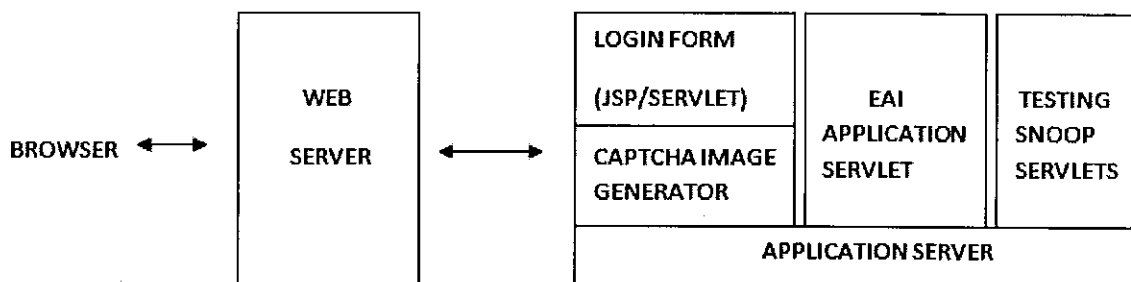 BROWSER
WEB
SERVER
LOGIN FORM
(JSP/SERVLET)
CAPTCHA IMAGE
GENERATOR
EAI
APPLICATION
SERVLET
TESTING
SNOOP
SERVLETS
APPLICATION SERVER